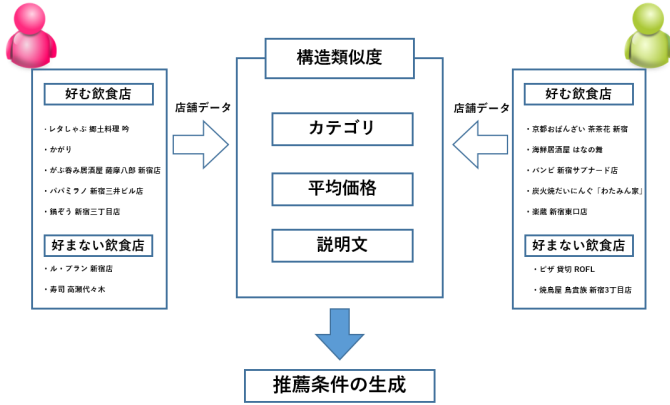 好む飲食店
・レタしゃぶ 郷土料理 吟
・かがり
・がぶ呑み居酒屋 薩摩八郎 新宿店
・パパミラノ 新宿三井ビル店
・鍋ぞう 新宿三丁目店
好まない飲食店
・ル・ブラン 新宿店
・寿司 高瀬代々木
店舗データ
構造類似度
カテゴリ
平均価格
説明文
推薦条件の生成
店舗データ
好む飲食店
・京都おばんざい 茶茶花 新宿
・海鮮居酒屋 はなの舞
・バンビ 新宿サブナード店
・炭火焼だいにんぐ「わたみん家」
・楽蔵 新宿東口店
好まない飲食店
・ピザ 貸切 ROFL
・焼鳥屋 鳥貴族 新宿3丁目店